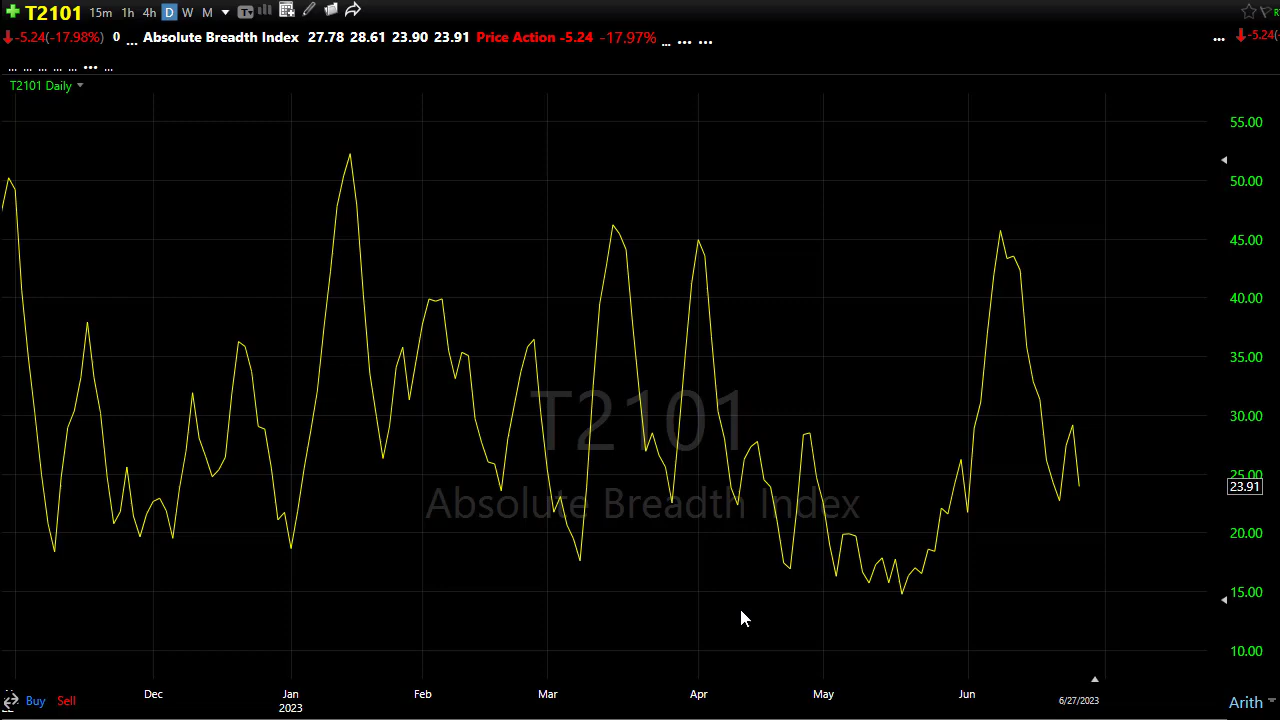 T2101 15m 1h 4h D W M
-5.24(-17.98%) 0 ... Absolute Breadth Index 27.78 28.61 23.90 23.91 Price Action -5.24 -17.97% ... ... ... ... -5.24(-
... ... ... ... ... ... ...
T2101 Daily
55.00
50.00
45.00
40.00
35.00
30.00
25.00
23.91
20.00
15.00
10.00
T2101
Absolute Breadth Index
Dec Jan Feb Mar Apr May Jun
2023 6/27/2023
Buy Sell Arith